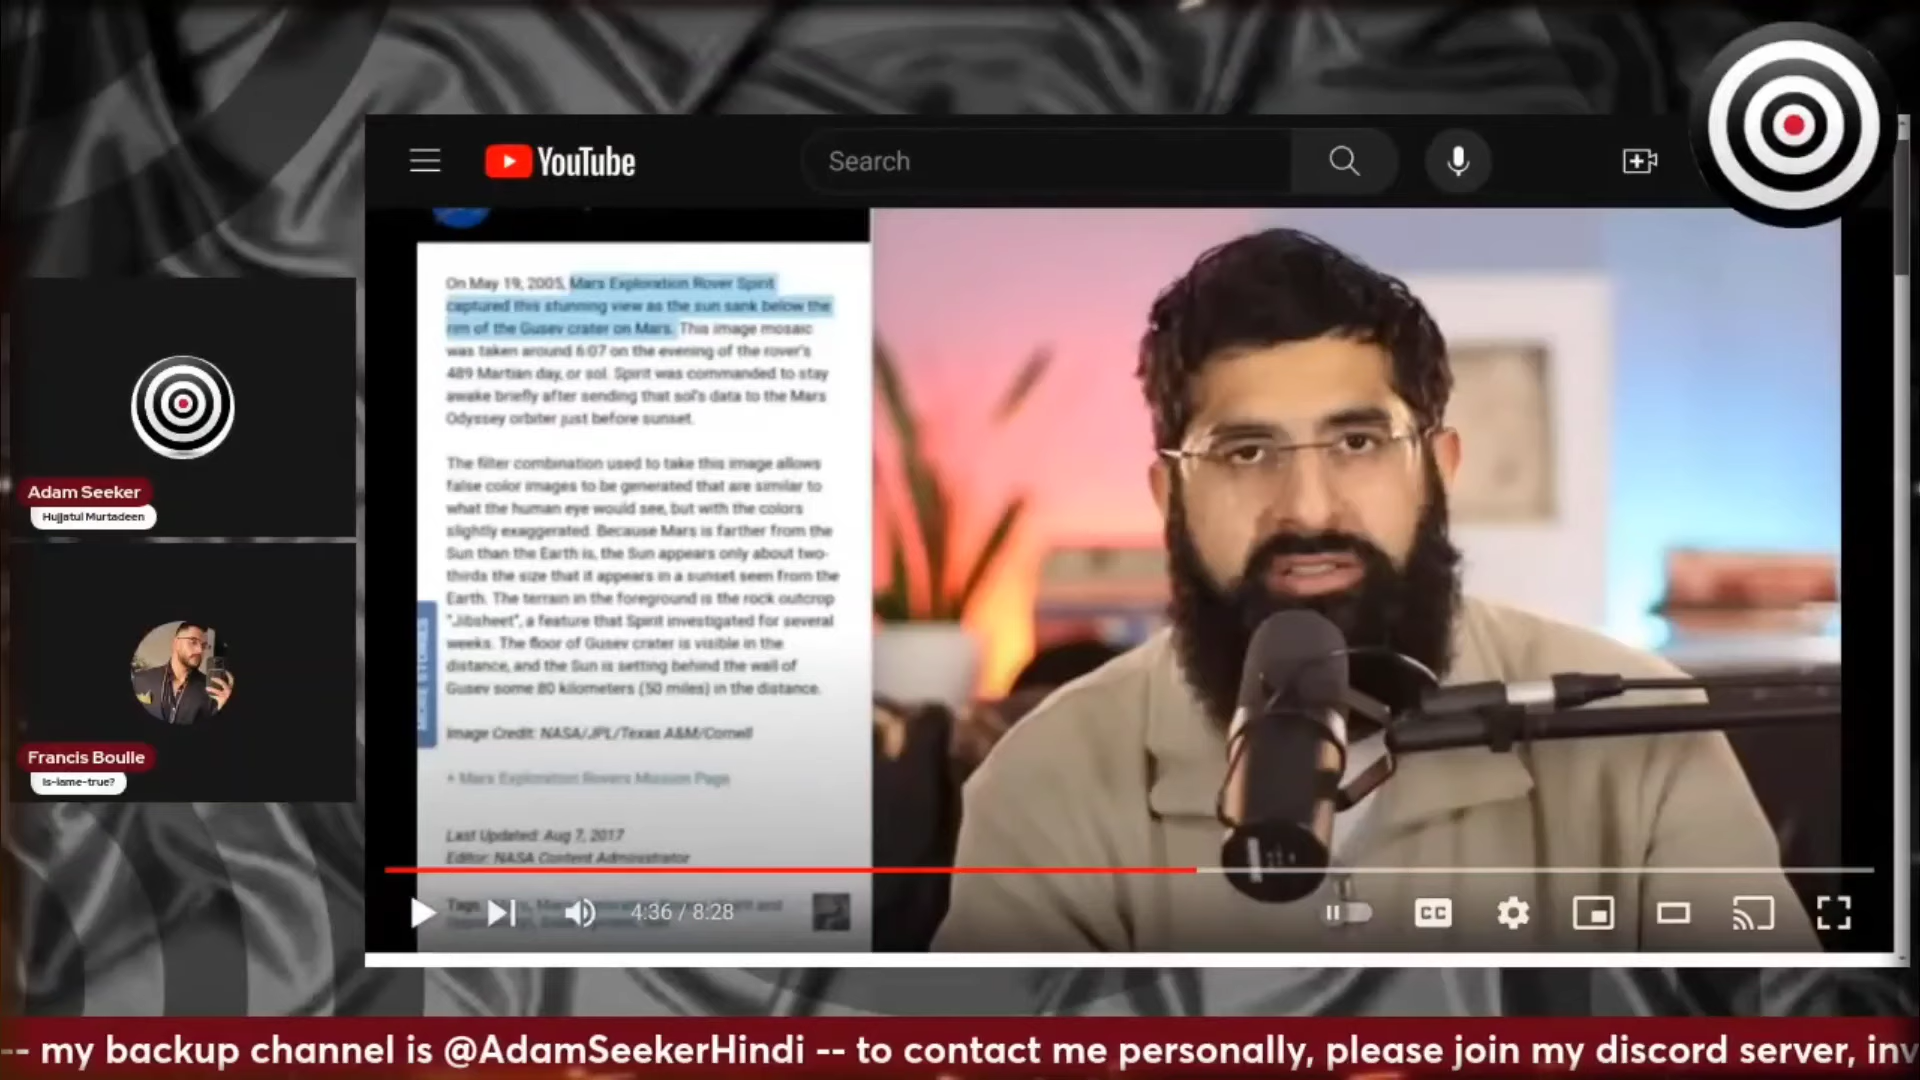 YouTube
Search
On May 19, 2005, Mars Exploration Rover Spirit
captured this stunning view as the sun sank below the
rim of the Gusev crater on Mars. This image mosaic
was taken around 6:07 on the evening of the rover's
489 Martian day, or sol. Spirit was commanded to stay
awake briefly after sending that sol's data to the Mars
Odyssey orbiter just before sunset.
The filter combination used to take this image allows
false color images to be generated that are similar to
what the human eye would see, but with the colors
slightly exaggerated. Because Mars is farther from the
Sun than the Earth is, the Sun appears only about two-
thirds the size that it appears in a sunset seen from the
Earth. The terrain in the foreground is the rock outcrop
"Jibsheet", a feature that Spirit investigated for several
weeks. The floor of Gusev crater is visible in the
distance, and the Sun is setting behind the wall of
Gusev some 80 kilometers (50 miles) in the distance.
Image Credit: NASA/JPL/Texas A&M/Cornell
+ Mars Exploration Rovers Mission Page
Last Updated: Aug 7, 2017
Editor: NASA Content Administrator
Tags:
MORE STORIES
4:36 / 8:28
CC
Adam Seeker
Hujjatul Murtadeen
Francis Boulle
Is-lame-true?
-- my backup channel is @AdamSeekerHindi -- to contact me personally, please join my discord server, inv